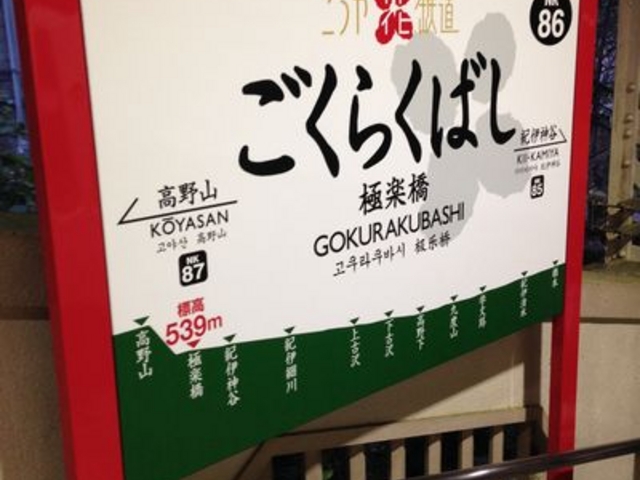 こうや花鉄道
NK
86
ごくらくばし
極楽橋
GOKURAKUBASHI
고쿠라쿠바시 极乐桥
高野山
KŌYASAN
고야산 高野山
NK
87
紀伊神谷
KII-KAMIYA
NK
85
標高
539m
高野山
極楽橋
紀伊神谷
紀伊細川
上古沢
下古沢
高野下
九度山
学文路
紀伊清水
橋本